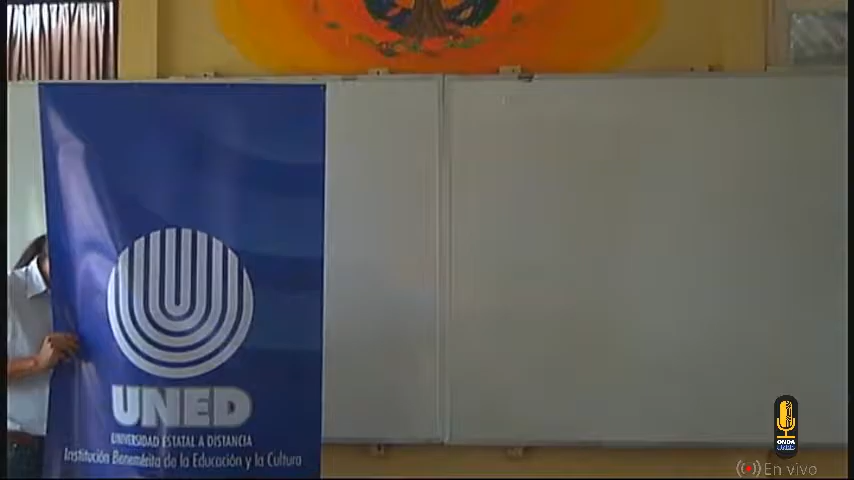 UNED
UNIVERSIDAD ESTATAL A DISTANCIA
Institución Benemérita de la Educación y la Cultura
ONDA
UNED
En vivo